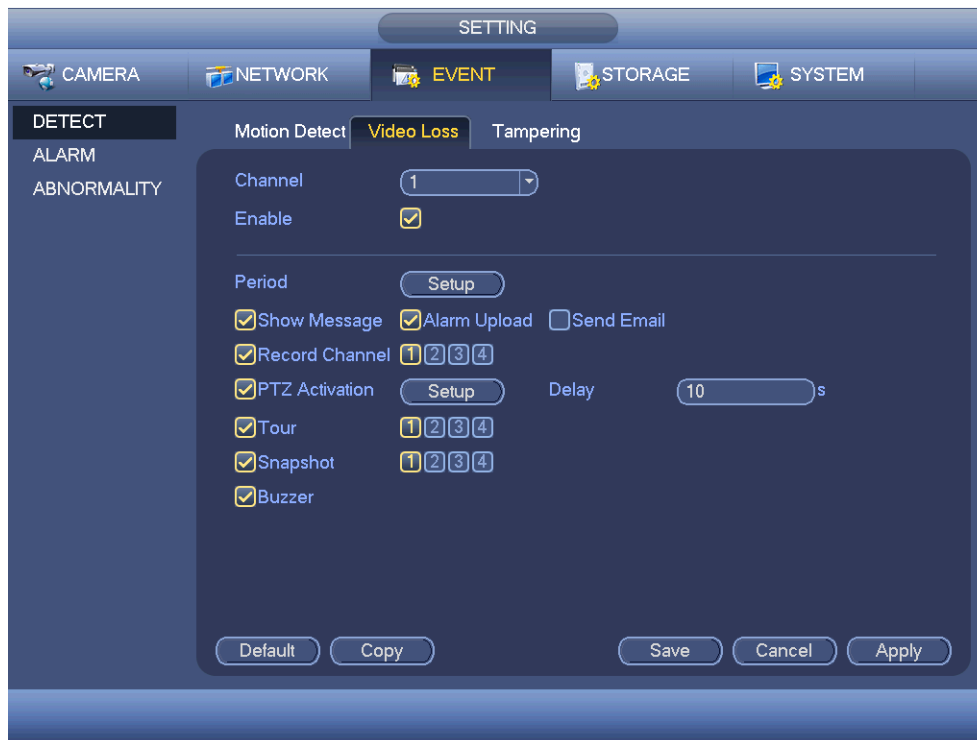 SETTING
CAMERA NETWORK EVENT STORAGE SYSTEM
DETECT
ALARM
ABNORMALITY
Motion Detect Video Loss Tampering
Channel 1
Enable
Period Setup
Show Message Alarm Upload Send Email
Record Channel 1 2 3 4
PTZ Activation Setup Delay 10 s
Tour 1 2 3 4
Snapshot 1 2 3 4
Buzzer
Default Copy Save Cancel Apply